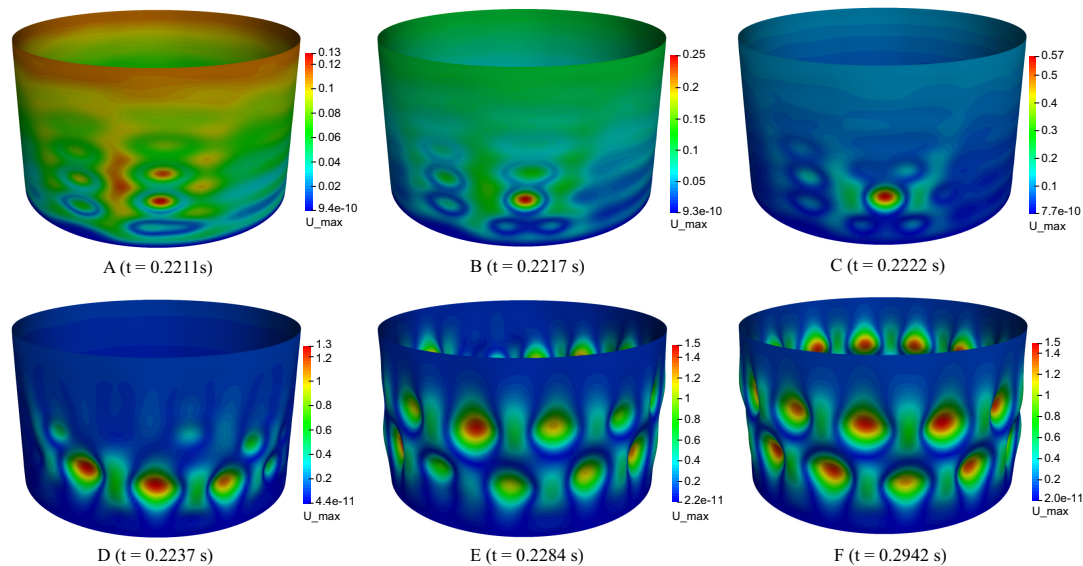 0.13
0.12
0.1
0.08
0.06
0.04
0.02
9.4e-10
U_max
A (t = 0.2211s)
0.25
0.2
0.15
0.1
0.05
9.3e-10
U_max
B (t = 0.2217 s)
0.57
0.5
0.4
0.3
0.2
0.1
7.7e-10
U_max
C (t = 0.2222 s)
1.3
1.2
1
0.8
0.6
0.4
0.2
4.4e-11
U_max
D (t = 0.2237 s)
1.5
1.4
1.2
1
0.8
0.6
0.4
0.2
2.2e-11
U_max
E (t = 0.2284 s)
1.5
1.4
1.2
1
0.8
0.6
0.4
0.2
2.0e-11
U_max
F (t = 0.2942 s)